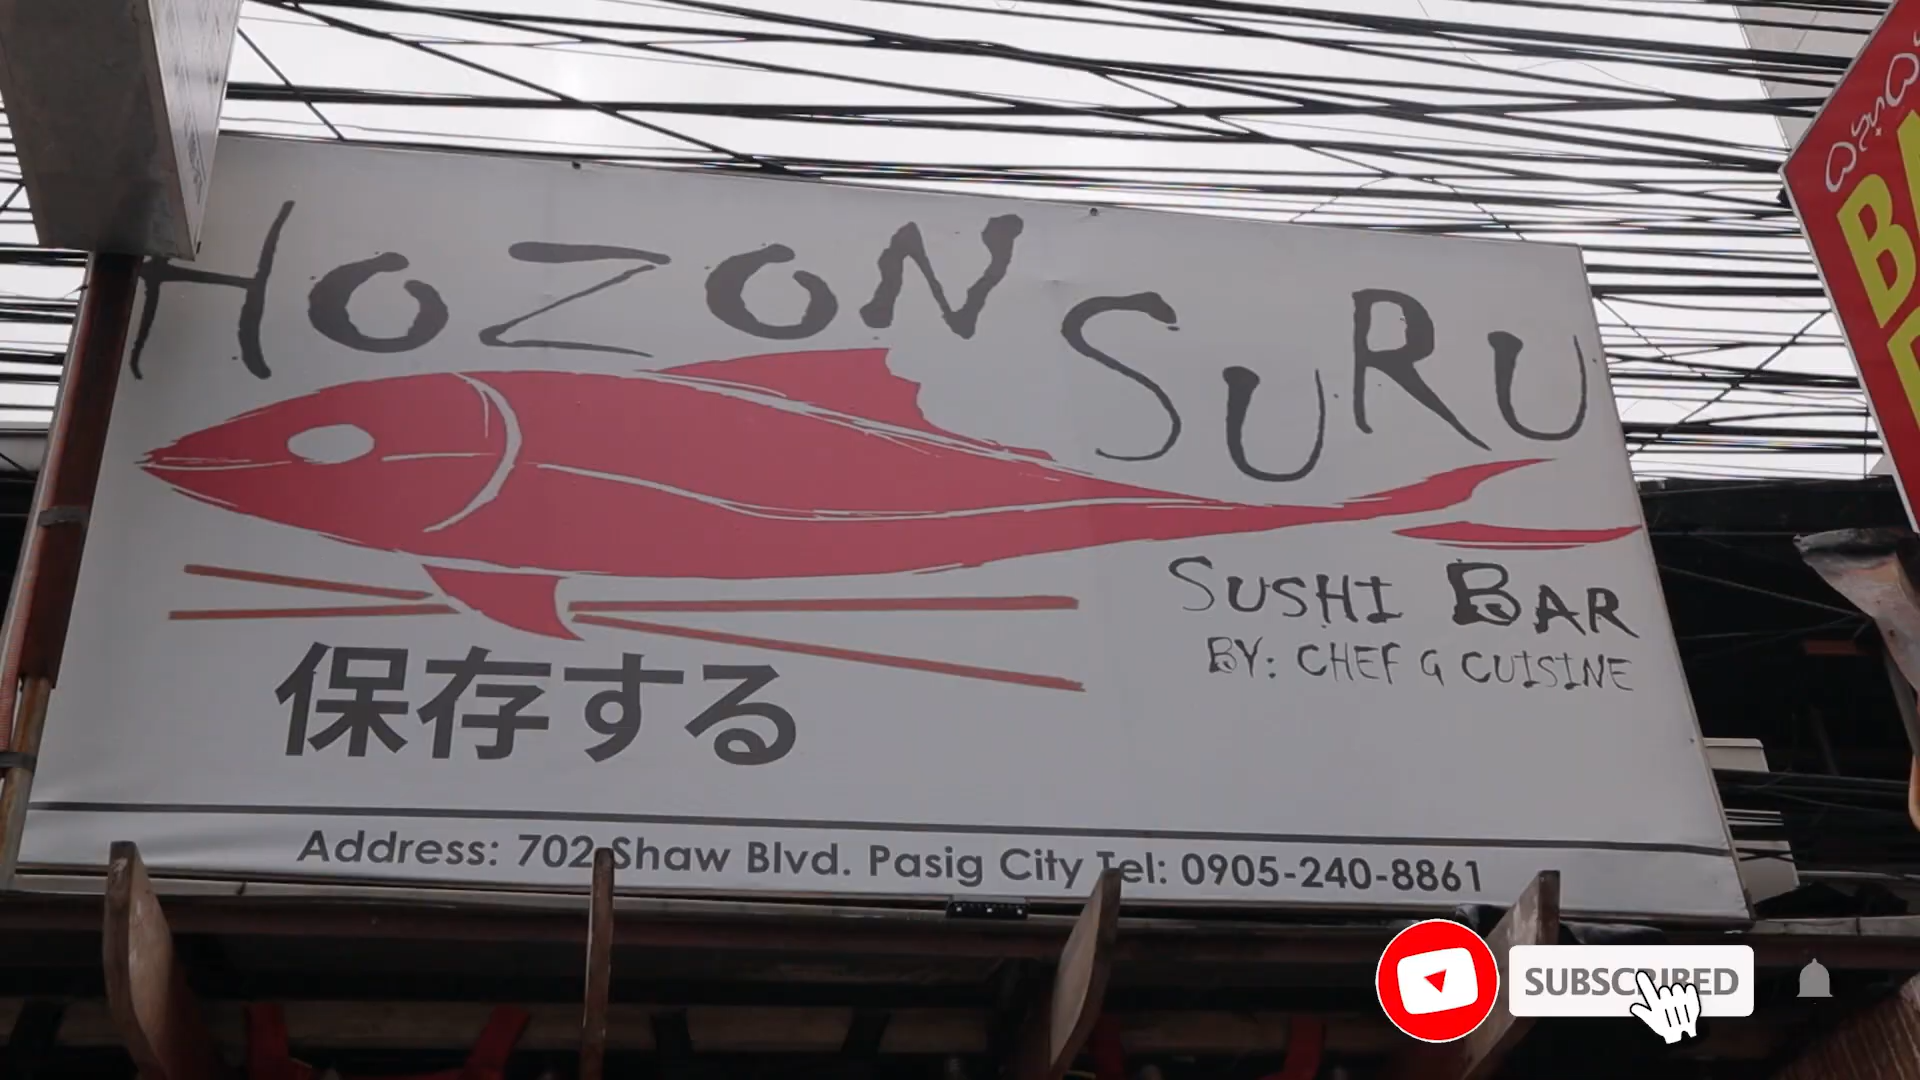 HOZON SURU
SUSHI BAR
BY: CHEF G CUISINE
保存する
Address: 702 Shaw Blvd. Pasig City Tel: 0905-240-8861
SUBSCRIBED